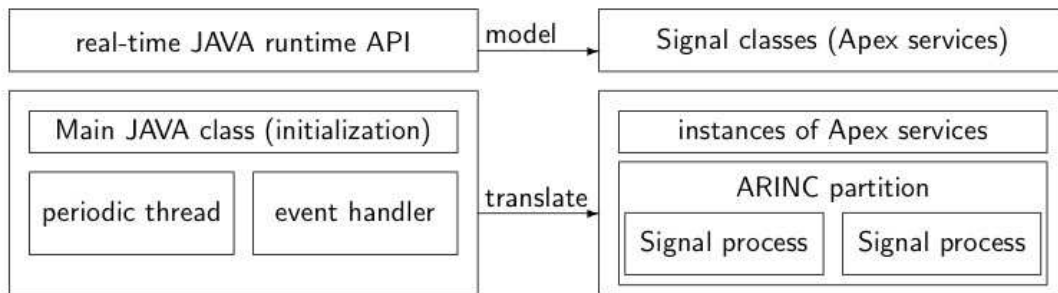 real-time JAVA runtime API
model
Signal classes (Apex services)
Main JAVA class (initialization)
periodic thread
event handler
translate
instances of Apex services
ARINC partition
Signal process
Signal process